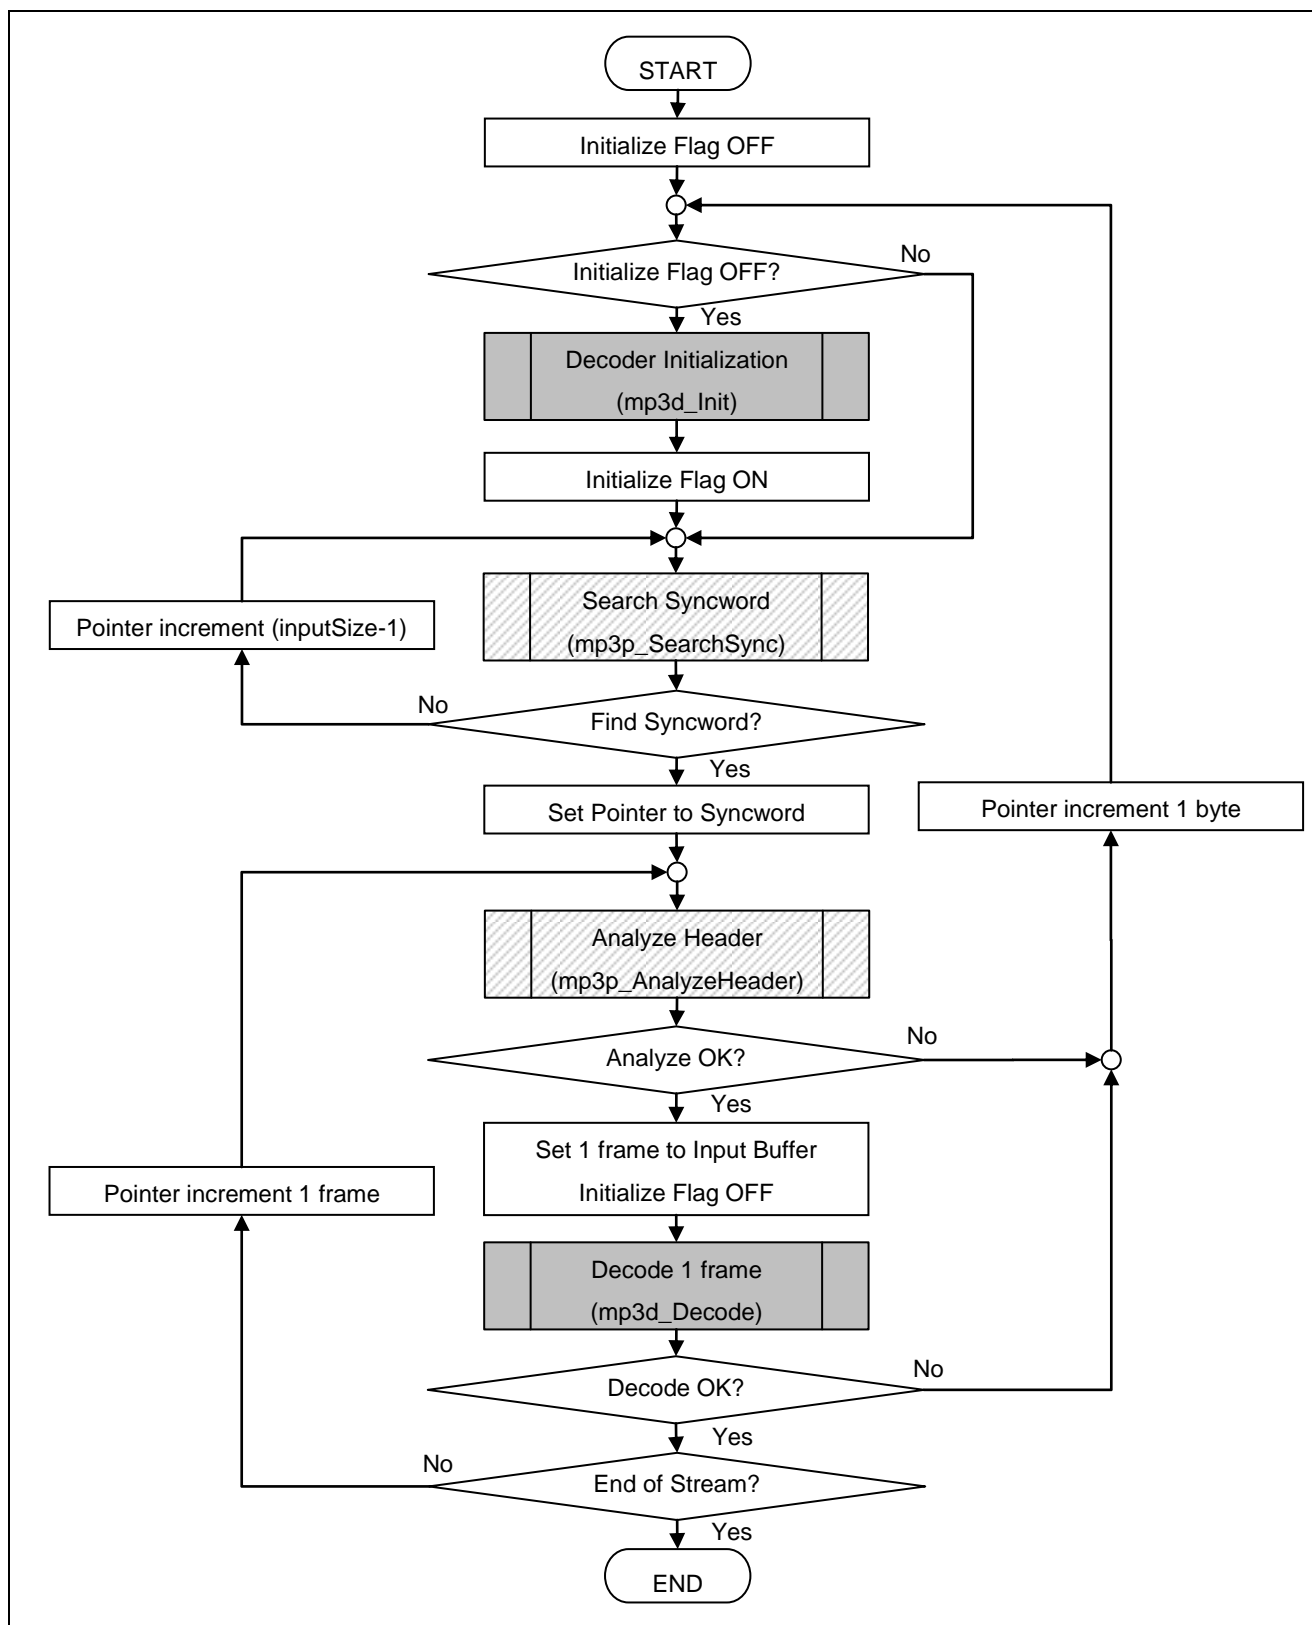 START
Initialize Flag OFF
Initialize Flag OFF?
No
Yes
Decoder Initialization
(mp3d_Init)
Initialize Flag ON
Search Syncword
(mp3p_SearchSync)
Pointer increment (inputSize-1)
No
Find Syncword?
Yes
Set Pointer to Syncword
Pointer increment 1 byte
Analyze Header
(mp3p_AnalyzeHeader)
Analyze OK?
No
Yes
Set 1 frame to Input Buffer
Initialize Flag OFF
Pointer increment 1 frame
Decode 1 frame
(mp3d_Decode)
Decode OK?
No
Yes
No
End of Stream?
Yes
END